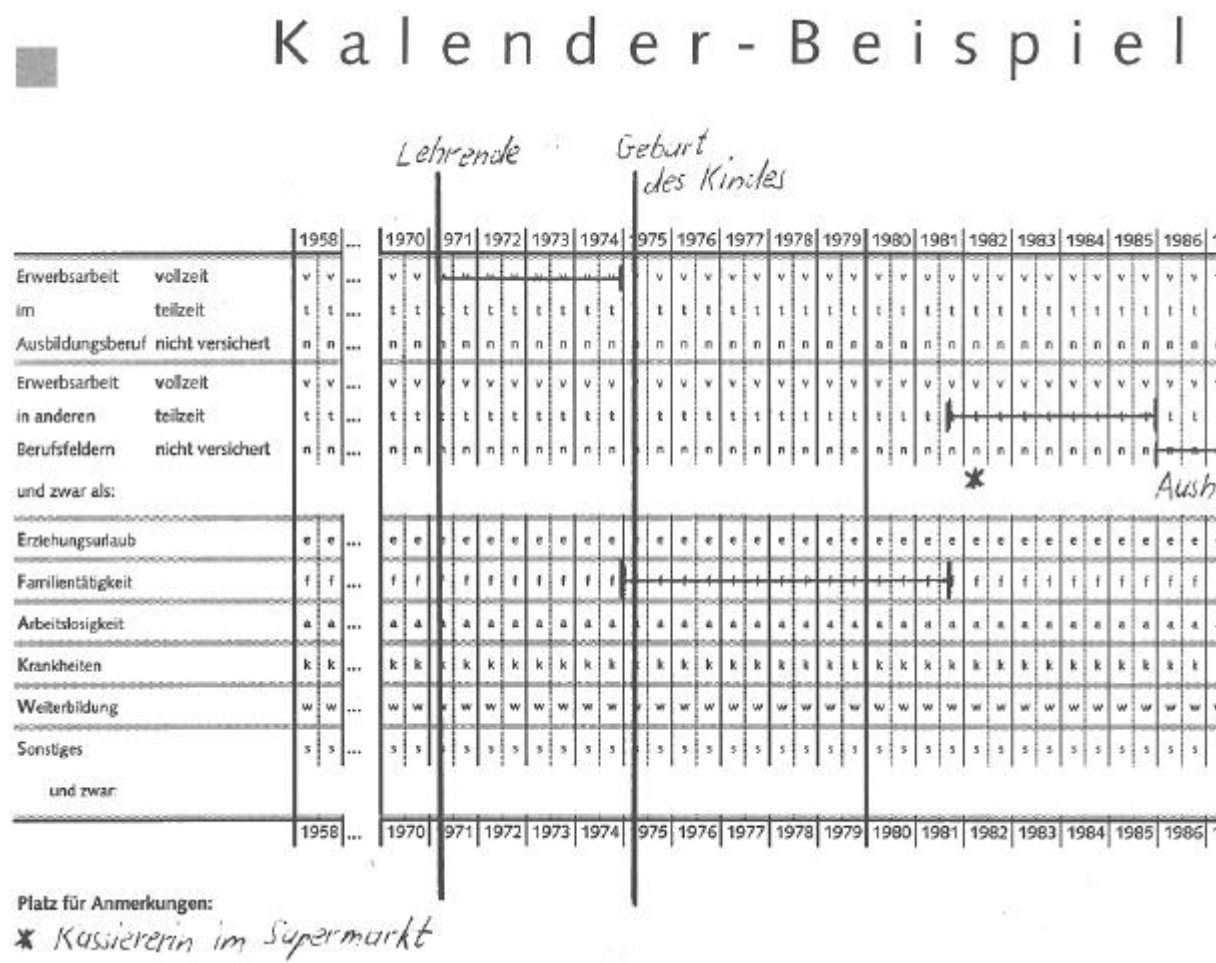 Kalender-Beispiel
Lehrende Geburt
des Kindes
1958 ... 1970 1971 1972 1973 1974 1975 1976 1977 1978 1979 1980 1981 1982 1983 1984 1985 1986
Erwerbsarbeit vollzeit v v ... v v v v v v v v v v v v v v v v v v v v v v v v v v v v v v v
im teilzeit t t ... t t t t t t t t t t t t t t t t t t t t t t t t t t t t t t t t
Ausbildungsberuf nicht versichert n n ... n n n n n n n n n n n n n n n n n n n n n n n n n n n n n n n n
Erwerbsarbeit vollzeit v v ... v v v v v v v v v v v v v v v v v v v v v v v v v v v v v v v v
in anderen teilzeit t t ... t t t t t t t t t t t t t t t t t t t t t t t t t t
Berufsfeldern nicht versichert n n ... n n n n n n n n n n n n n n n n n n n n n n n n n n n n n n n n
und zwar als: * Aush
Erziehungsurlaub e e ... e e e e e e e e e e e e e e e e e e e e e e e e e e e e e e e e
Familientätigkeit f f ... f f f f f f f f f f f f f f f f f f f f f f f f f f f f f f
Arbeitslosigkeit a a ... a a a a a a a a a a a a a a a a a a a a a a a a a a a a a a a a
Krankheiten k k ... k k k k k k k k k k k k k k k k k k k k k k k k k k k k k k k k
Weiterbildung w w ... w w w w w w w w w w w w w w w w w w w w w w w w w w w w w w w w
Sonstiges s s ... s s s s s s s s s s s s s s s s s s s s s s s s s s s s s s s s
und zwar:
1958 ... 1970 1971 1972 1973 1974 1975 1976 1977 1978 1979 1980 1981 1982 1983 1984 1985 1986
Platz für Anmerkungen:
* Kassiererin im Supermarkt